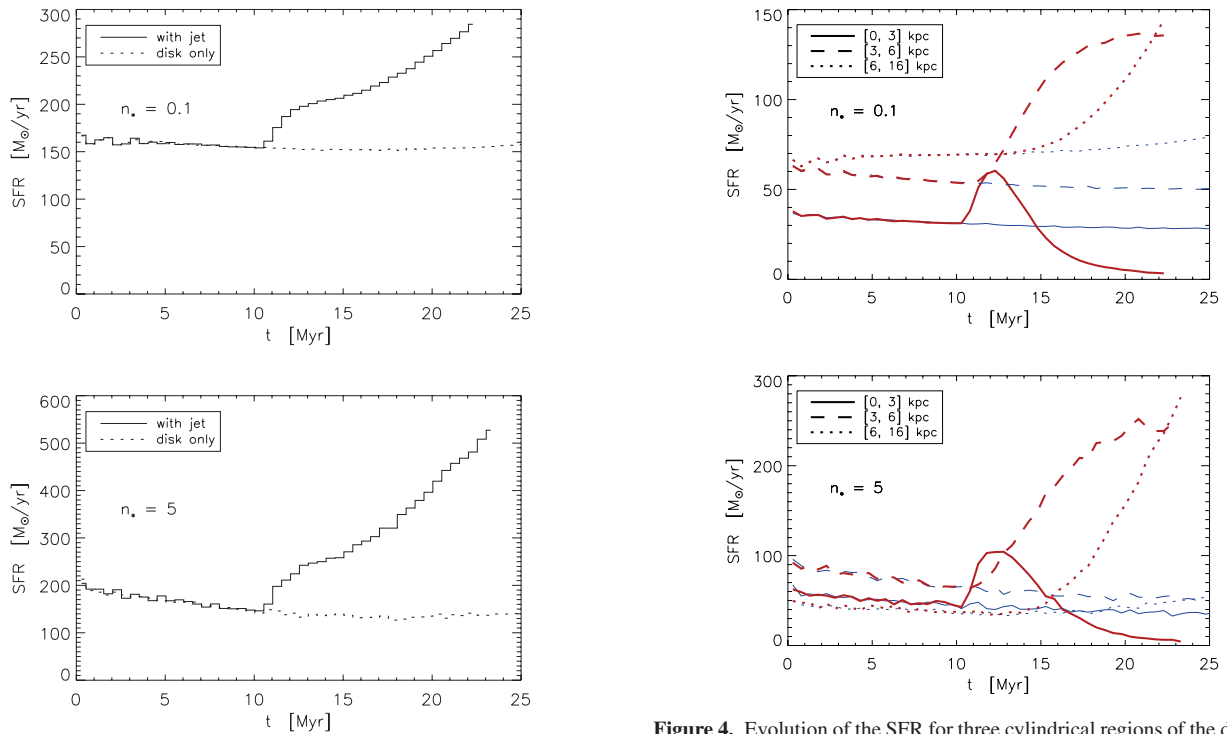 with jet
disk only
n* = 0.1
SFR [M⊙/yr]
300
250
200
150
100
50
0
0 5 10 15 20 25
t [Myr]
with jet
disk only
n* = 5
SFR [M⊙/yr]
600
500
400
300
200
100
0
0 5 10 15 20 25
t [Myr]
[0, 3] kpc
[3, 6] kpc
[6, 16] kpc
n* = 0.1
SFR [M⊙/yr]
150
100
50
0
0 5 10 15 20 25
t [Myr]
[0, 3] kpc
[3, 6] kpc
[6, 16] kpc
n* = 5
SFR [M⊙/yr]
300
200
100
0
0 5 10 15 20 25
t [Myr]
Figure 4. Evolution of the SFR for three cylindrical regions of the d